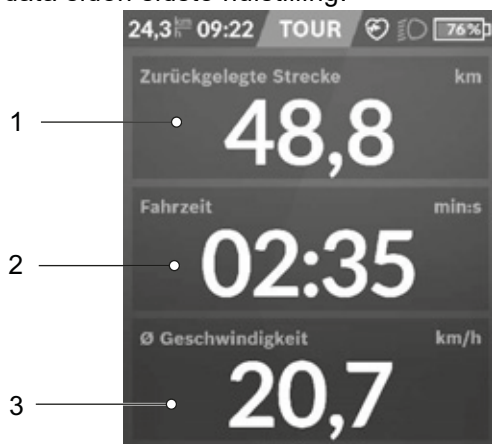 24,3 km/h 09:22 TOUR 76%
Zurückgelegte Strecke km
1 48,8
Fahrzeit min:s
2 02:35
Ø Geschwindigkeit km/h
3 20,7